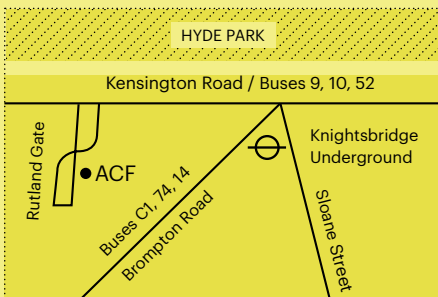 HYDE PARK
Kensington Road / Buses 9, 10, 52
Rutland Gate
ACF
Buses C1, 74, 14
Brompton Road
Knightsbridge
Underground
Sloane Street